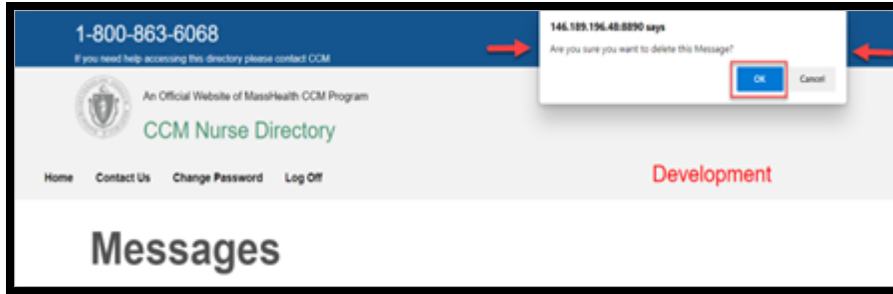 1-800-863-6068
If you need help accessing this directory please contact CCM
146.189.196.48:8890 says
Are you sure you want to delete this Message?
OK
Cancel
An Official Website of MassHealth CCM Program
CCM Nurse Directory
Home Contact Us Change Password Log Off
Development
Messages